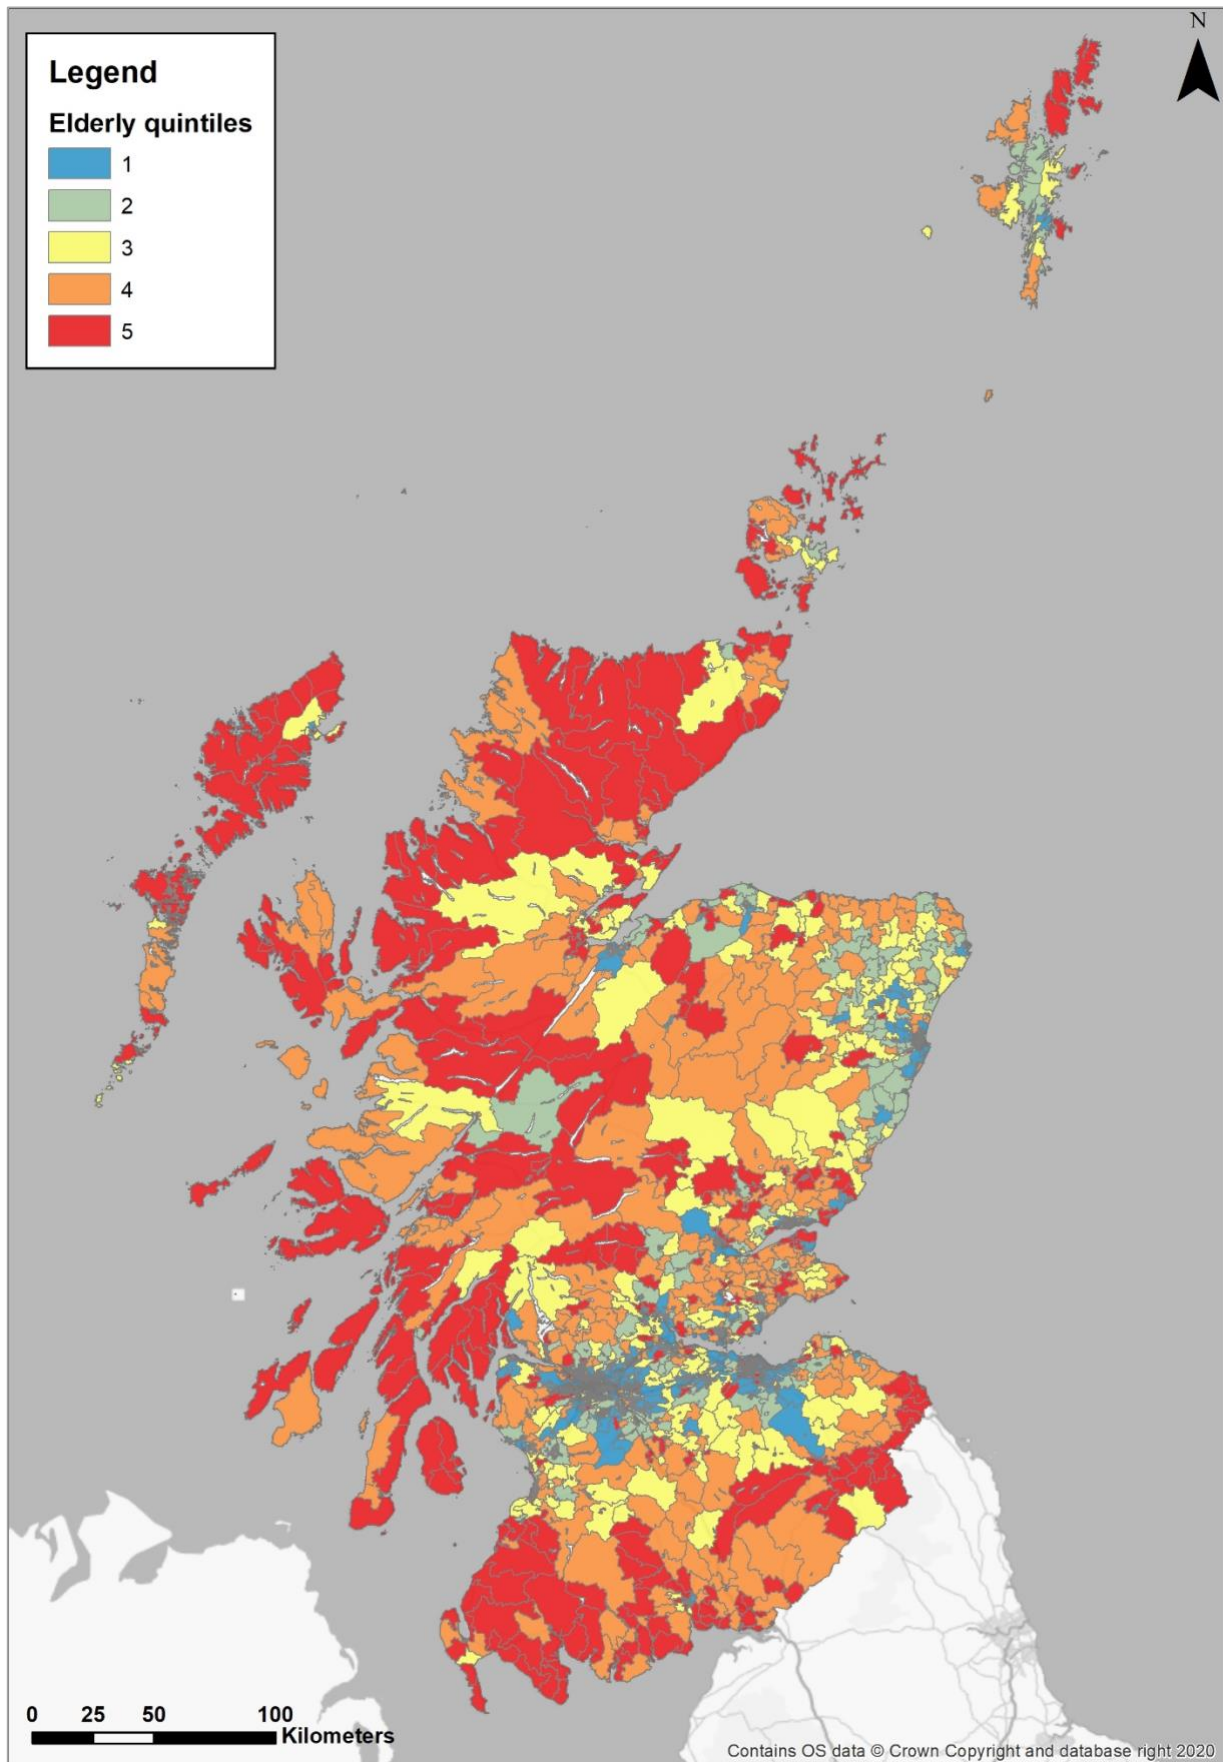 N
Legend
Elderly quintiles
1
2
3
4
5
0 25 50 100
Kilometers
Contains OS data © Crown Copyright and database right 2020